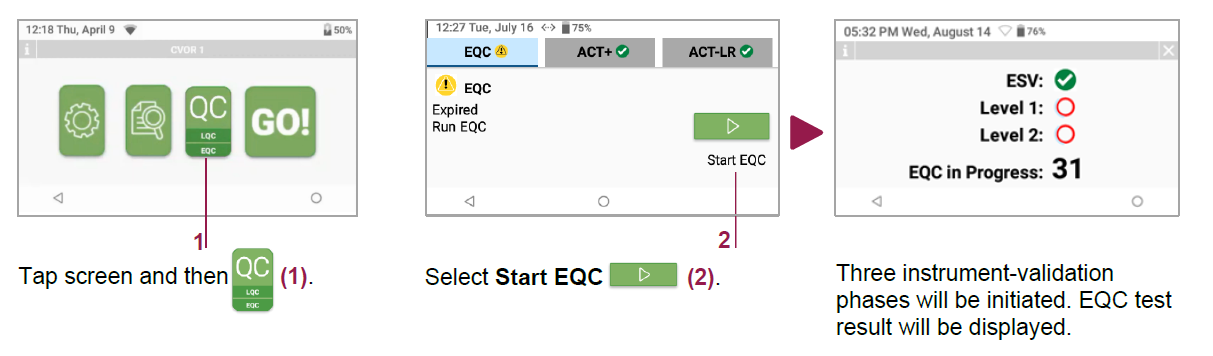 12:18 Thu, April 9 50%
i CVOR 1
QC
LQC
EQC
GO!
1
Tap screen and then QC LQC EQC (1).
12:27 Tue, July 16 75%
EQC ACT+ ACT-LR
EQC
Expired
Run EQC
Start EQC
2
Select Start EQC (2).
05:32 PM Wed, August 14 76%
i X
ESV:
Level 1:
Level 2:
EQC in Progress: 31
Three instrument-validation
phases will be initiated. EQC test
result will be displayed.